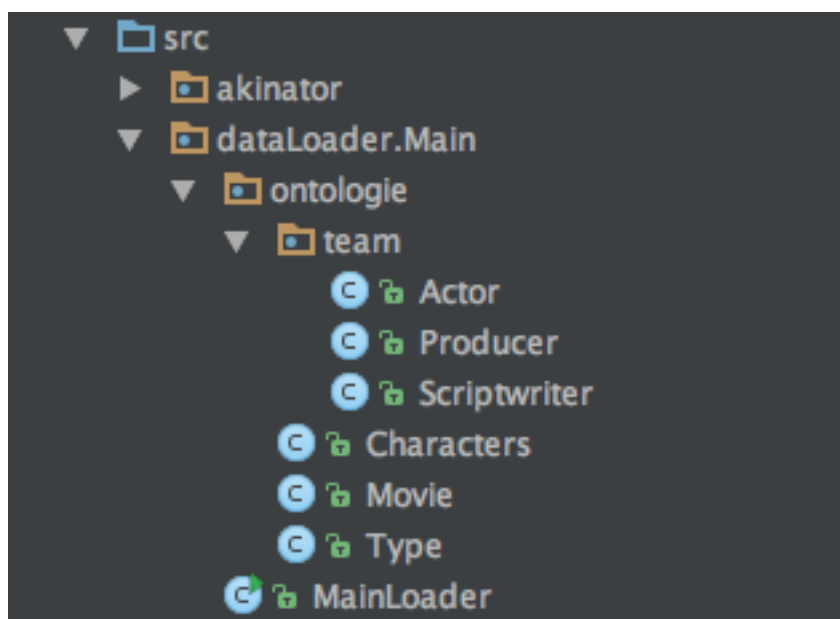 src
akinator
dataLoader.Main
ontologie
team
Actor
Producer
Scriptwriter
Characters
Movie
Type
MainLoader